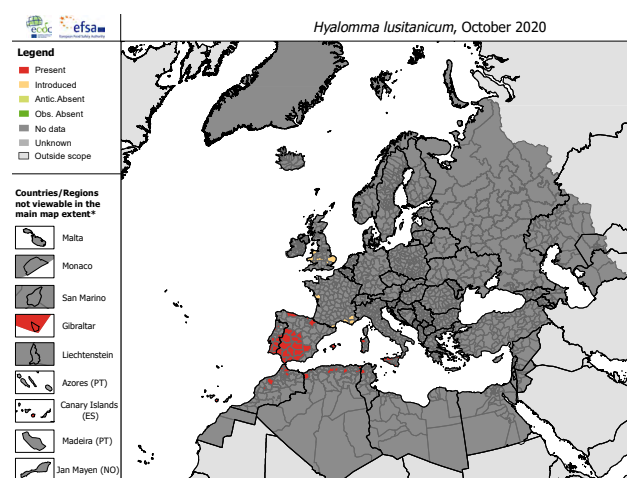 ecdc
efsa
European Food Safety Authority
Hyalomma lusitanicum, October 2020
Legend
Present
Introduced
Antic.Absent
Obs. Absent
No data
Unknown
Outside scope
Countries/Regions
not viewable in the
main map extent*
Malta
Monaco
San Marino
Gibraltar
Liechtenstein
Azores (PT)
Canary Islands
(ES)
Madeira (PT)
Jan Mayen (NO)